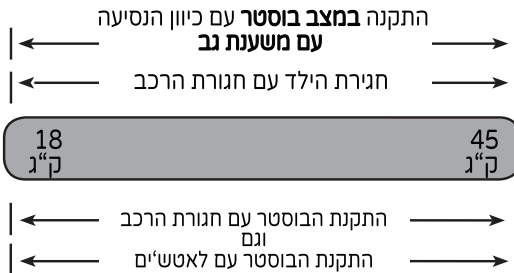 התקנה במצב בוסטר עם כיוון הנסיעה
עם משענת גב
חגירת הילד עם חגורת הרכב
18 45
ק"ג ק"ג
התקנת הבוסטר עם חגורת הרכב
וגם
התקנת הבוסטר עם לאטש'ים